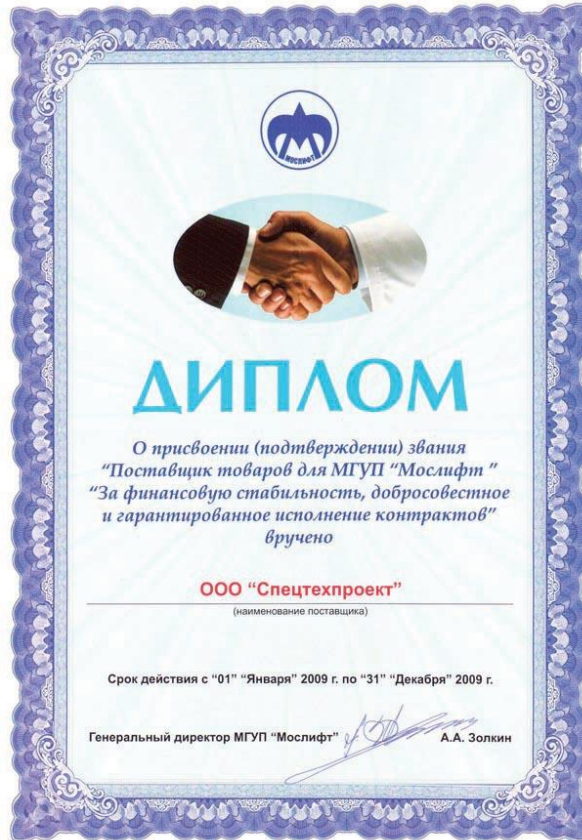 МОСЛИФТ
ДИПЛОМ
О присвоении (подтверждении) звания
“Поставщик товаров для МГУП “Мослифт ”
“За финансовую стабильность, добросовестное
и гарантированное исполнение контрактов”
вручено
ООО “Спецтехпроект”
(наименование поставщика)
Срок действия с “01” “Января” 2009 г. по “31” “Декабря” 2009 г.
Генеральный директор МГУП “Мослифт” А.А. Золкин